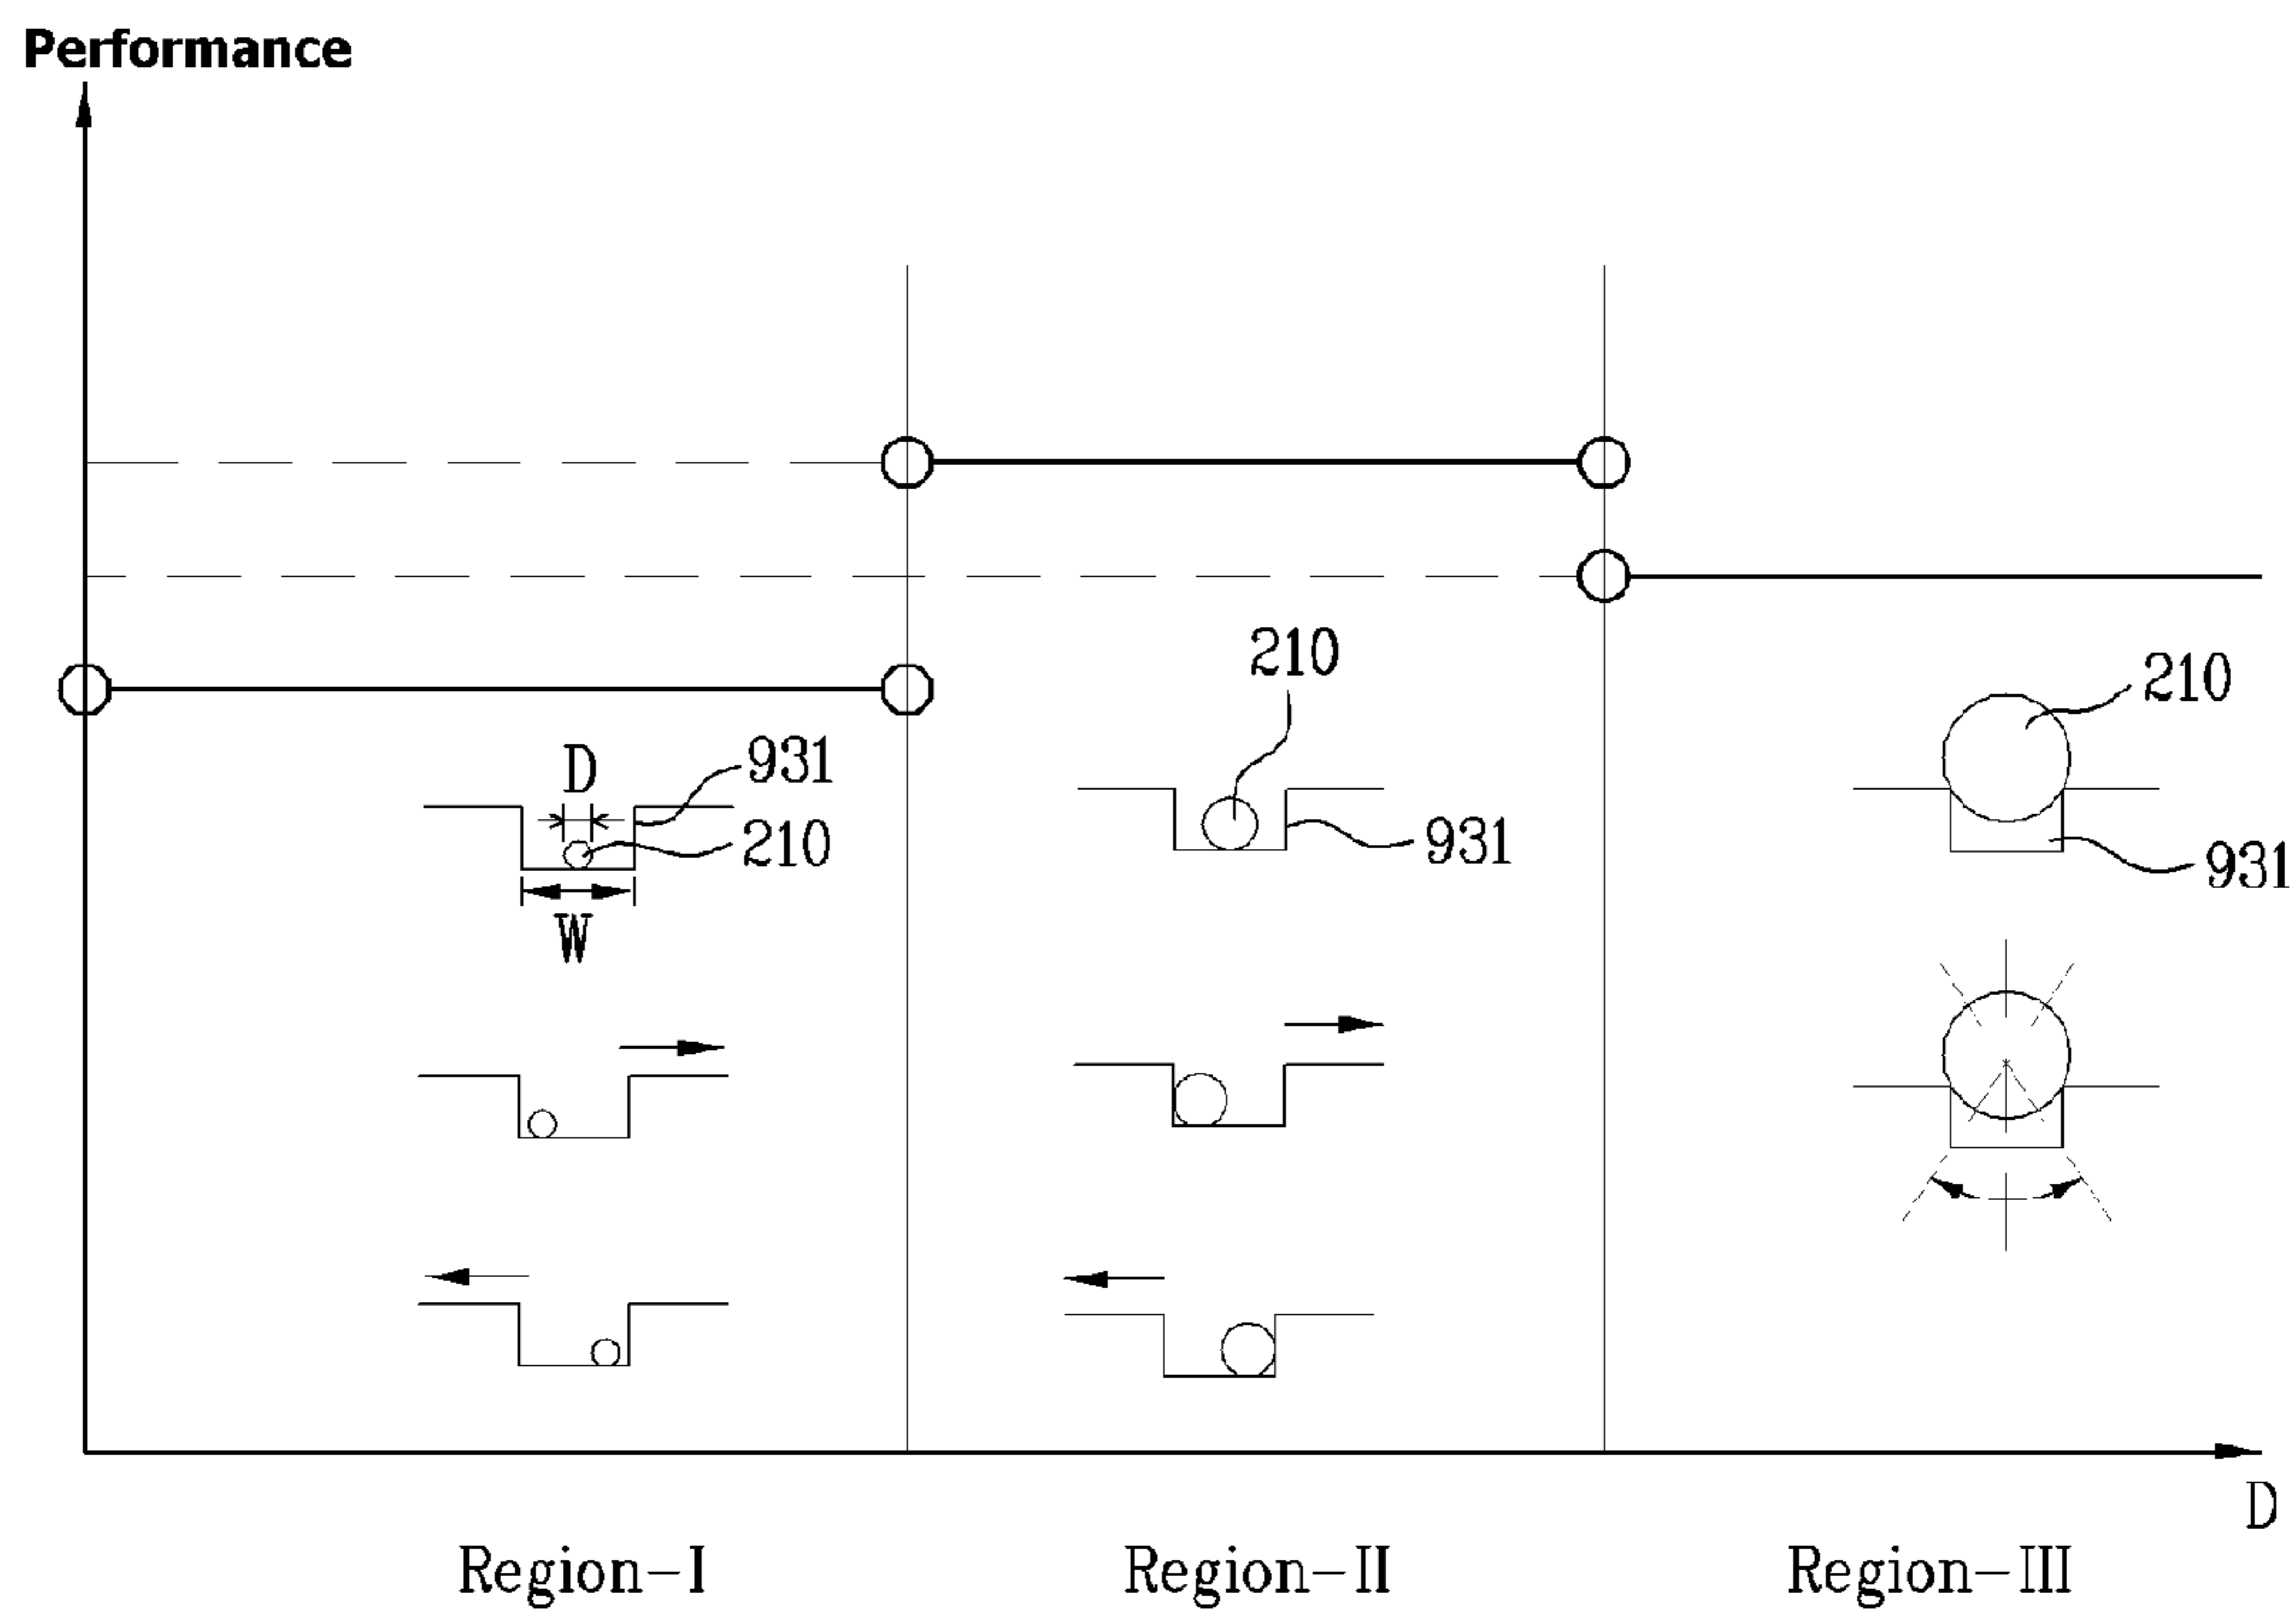 Performance
210
210
D
931
210
931
931
W
D
Region-I
Region-II
Region-III